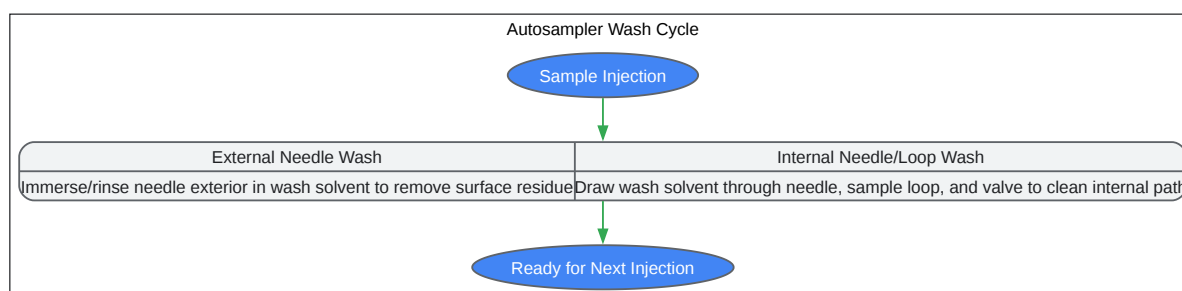 Autosampler Wash Cycle
Sample Injection
External Needle Wash
Internal Needle/Loop Wash
Immerse/rinse needle exterior in wash solvent to remove surface residue
Draw wash solvent through needle, sample loop, and valve to clean internal path
Ready for Next Injection